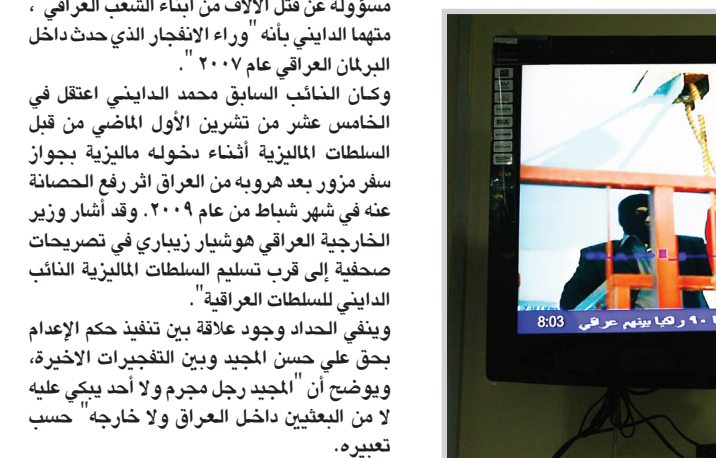 مسؤولة عن قتل الآلاف من أبناء الشعب العراقي"،
متهما الدايني بأنه "وراء الانفجار الذي حدث داخل
البرلمان العراقي عام ٢٠٠٧".
وكان النائب السابق محمد الدايني اعتقل في
الخامس عشر من تشرين الأول الماضي من قبل
السلطات الماليزية أثناء دخوله ماليزية بجواز
سفر مزور بعد هروبه من العراق اثر رفع الحصانة
عنه في شهر شباط من عام ٢٠٠٩. وقد أشار وزير
الخارجية العراقي هوشيار زيباري في تصريحات
صحفية إلى قرب تسليم السلطات الماليزية النائب
الدايني للسلطات العراقية".
وينفي الحداد وجود علاقة بين تنفيذ حكم الإعدام
بحق علي حسن المجيد وبين التفجيرات الاخيرة،
ويوضح أن "المجيد رجل مجرم ولا أحد يبكي عليه
لا من البعثيين داخل العراق ولا خارجه" حسب
تعبيره.
٩٠ راكبا بينهم عراقي 8:03